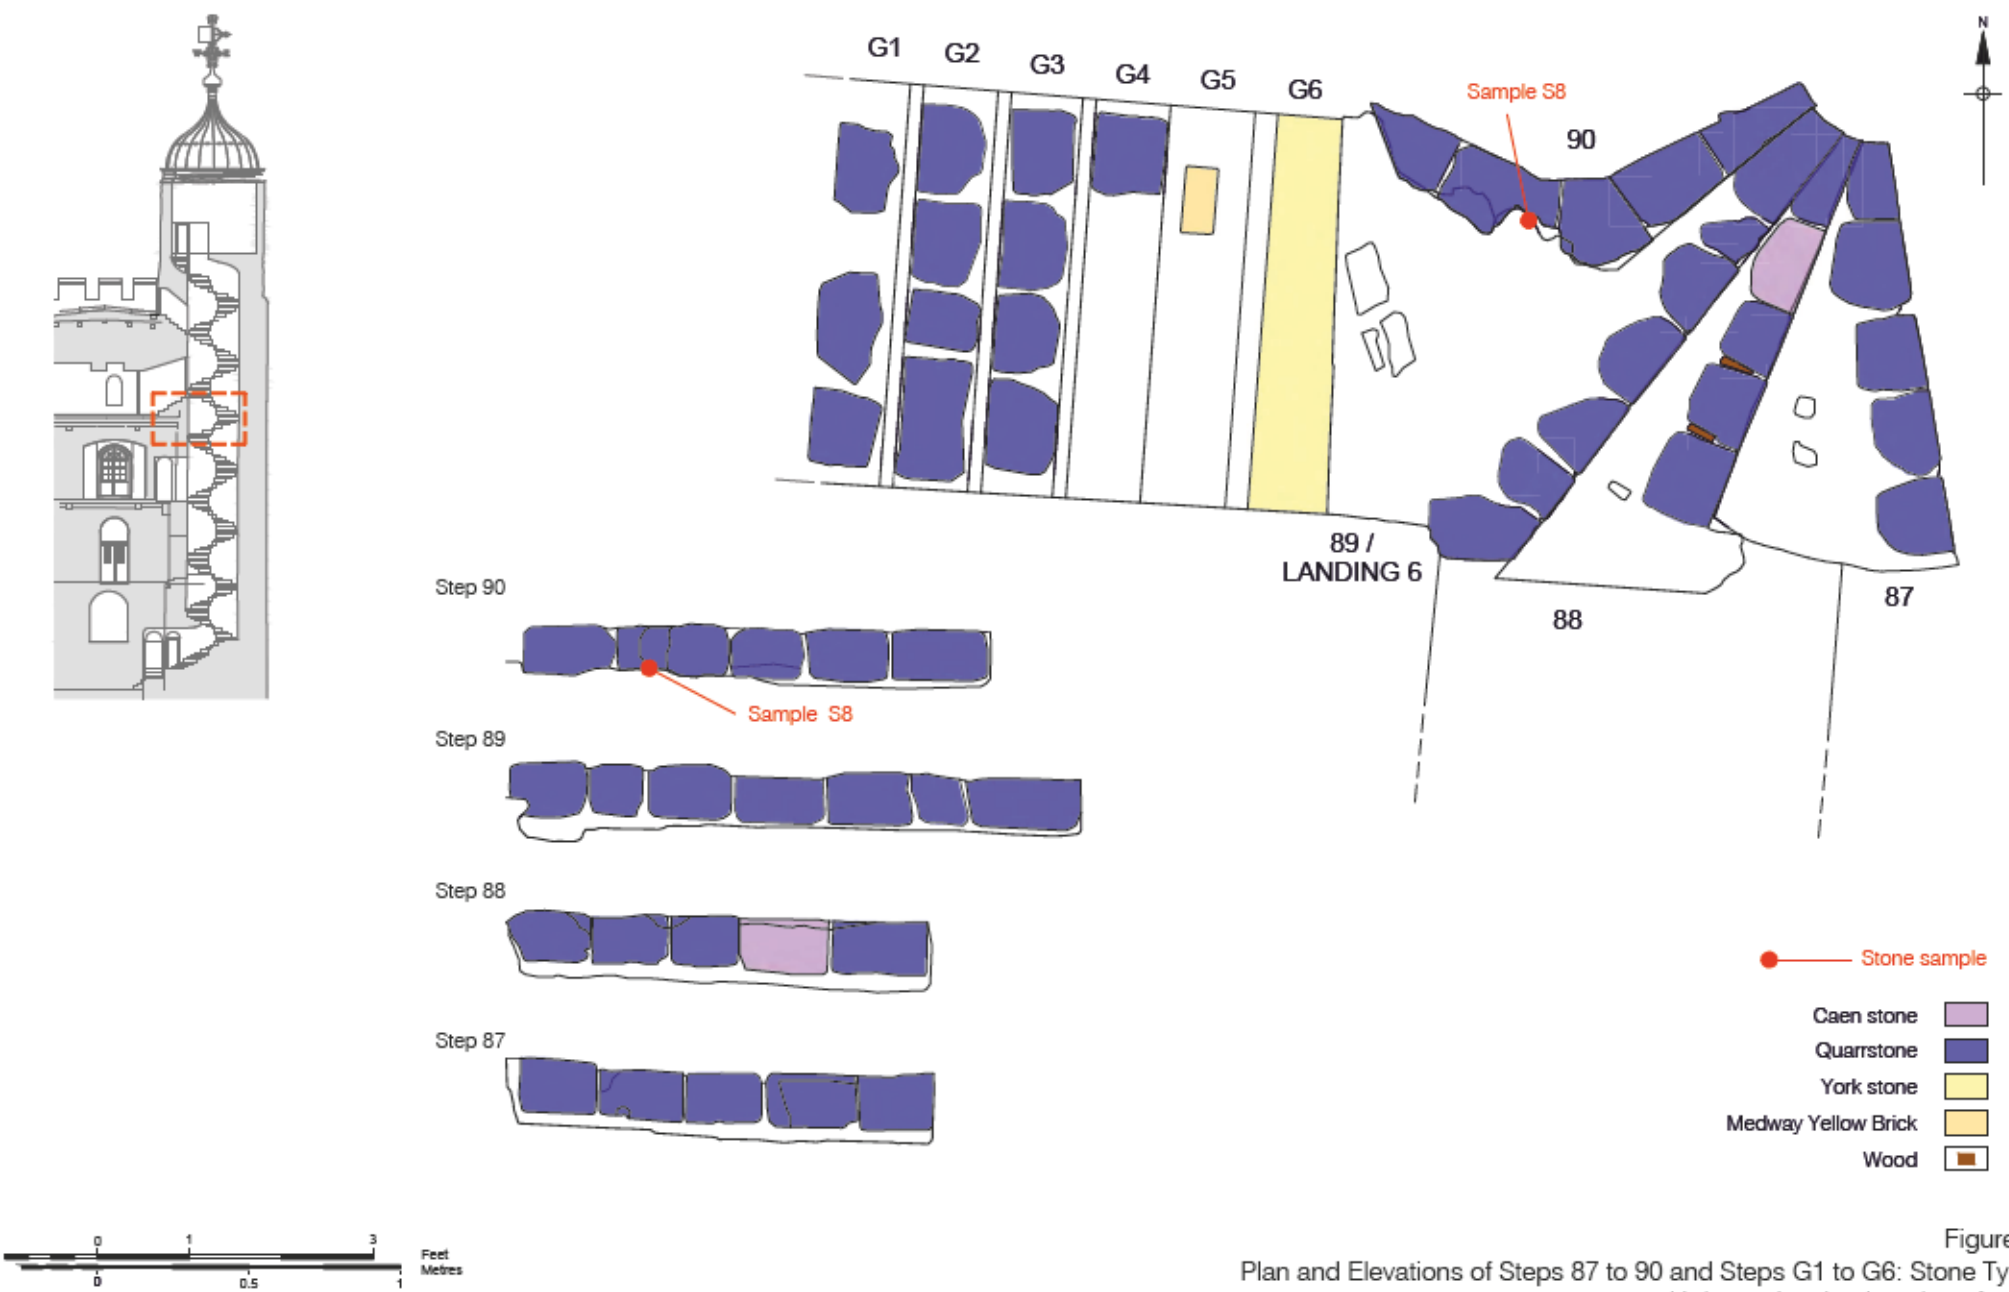 G1
G2
G3
G4
G5
G6
N
Sample S8
90
89 /
LANDING 6
88
87
Step 90
Sample S8
Step 89
Step 88
Step 87
Stone sample
Caen stone
Quarrstone
York stone
Medway Yellow Brick
Wood
0 1 3
Feet
Metres
0 0.5 1
Figure
Plan and Elevations of Steps 87 to 90 and Steps G1 to G6: Stone Ty